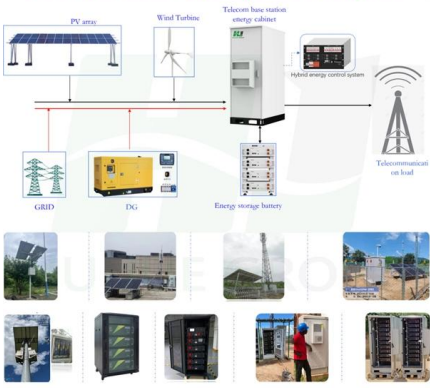 Telecom base station
energy cabinet
Wind Turbine
PV array
Hybrid energy control system
Telecommunicati
on load
GRID
DG
Energy storage battery